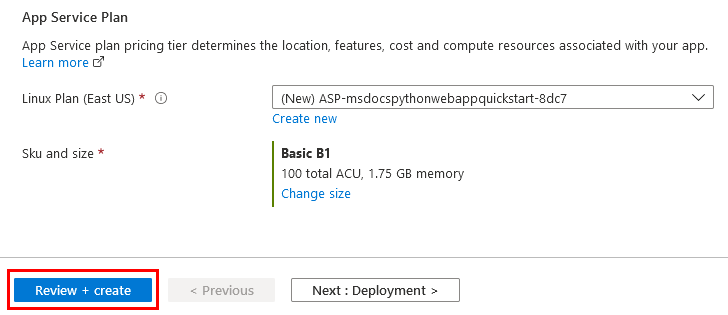 App Service Plan
App Service plan pricing tier determines the location, features, cost and compute resources associated with your app.
Learn more
Linux Plan (East US) *
(New) ASP-msdocspythonwebappquickstart-8dc7
Create new
Sku and size *
Basic B1
100 total ACU, 1.75 GB memory
Change size
Review + create
< Previous
Next : Deployment >